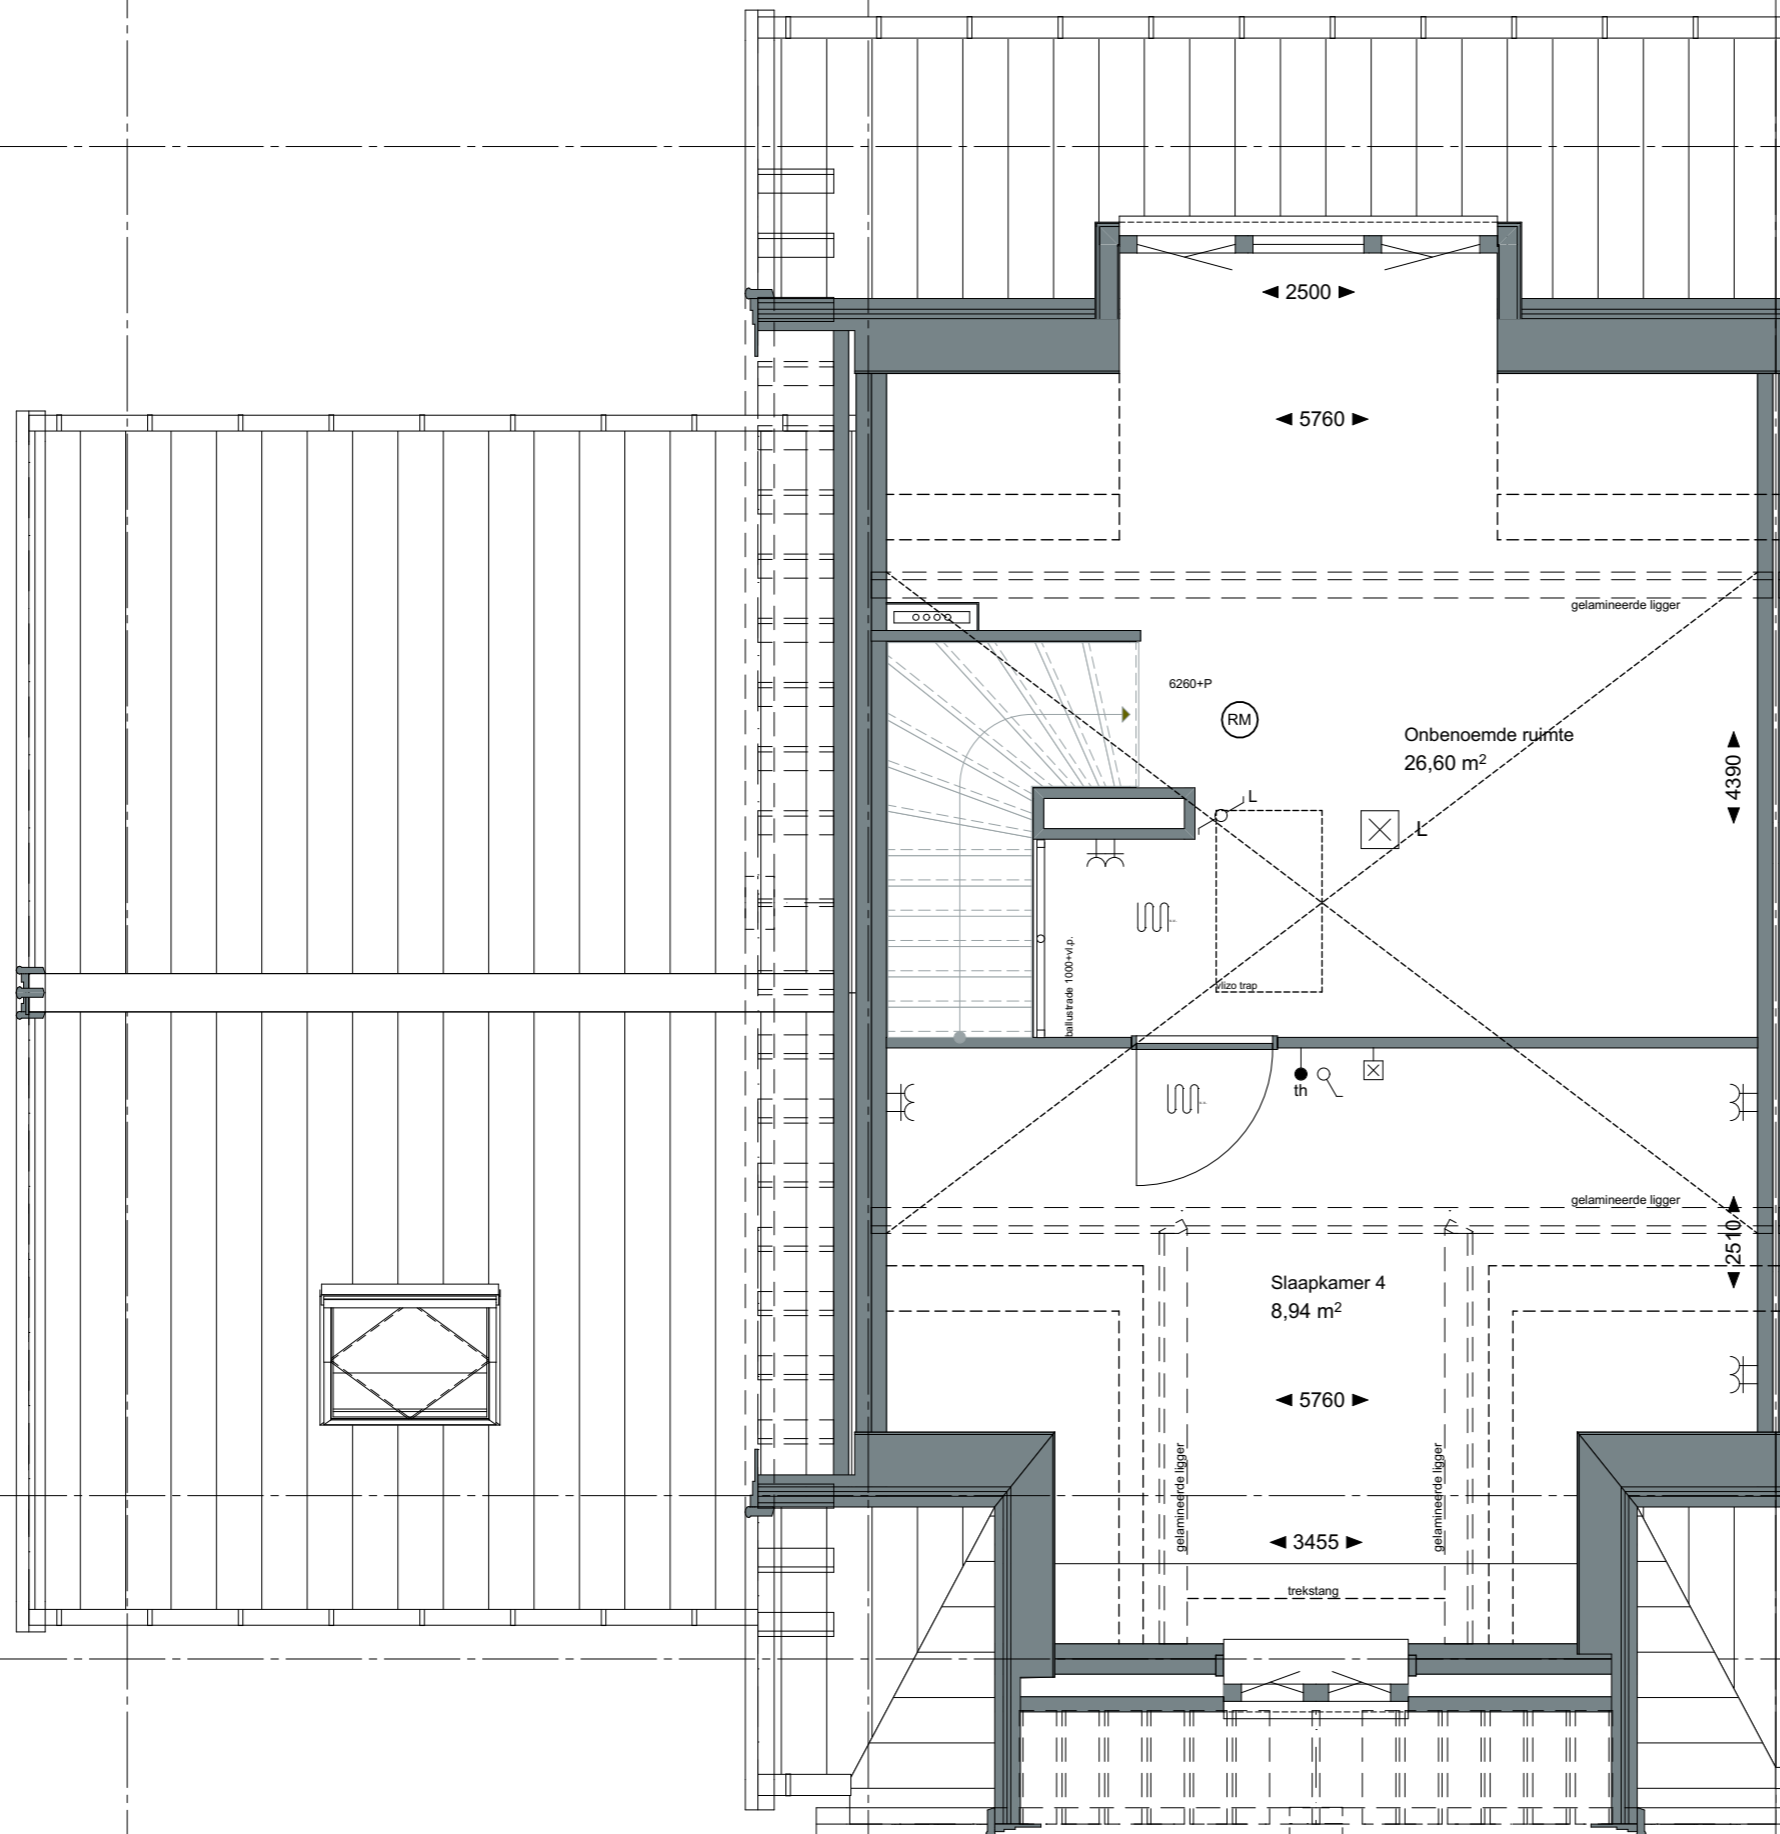 ◄ 2500 ►
◄ 5760 ►
gelamineerde ligger
6260+P
RM
Onbenoemde ruimte
26,60 m²
◄ 4390 ►
L
L
ballustrade 1000+vl.p.
vlizo trap
th
gelamineerde ligger
◄ 2510 ►
Slaapkamer 4
8,94 m²
◄ 5760 ►
gelamineerde ligger
gelamineerde ligger
◄ 3455 ►
trekstang